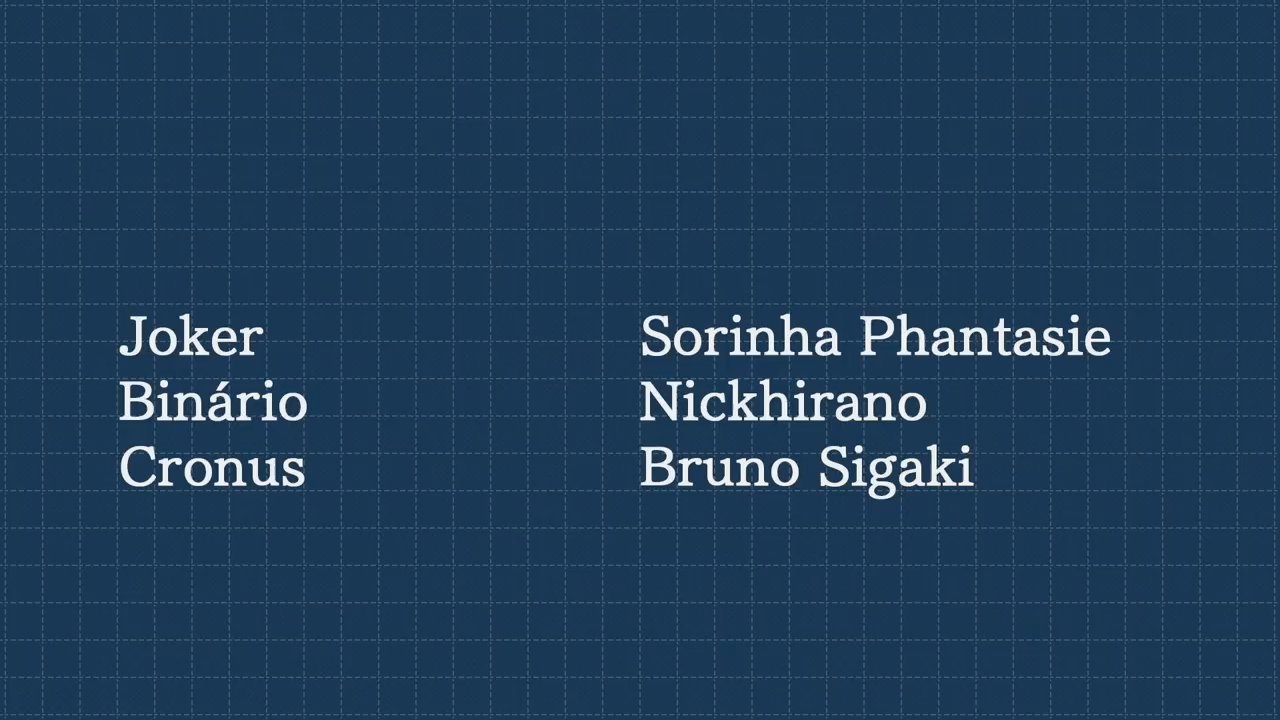 Joker
Binário
Cronus
Sorinha Phantasie
Nickhirano
Bruno Sigaki